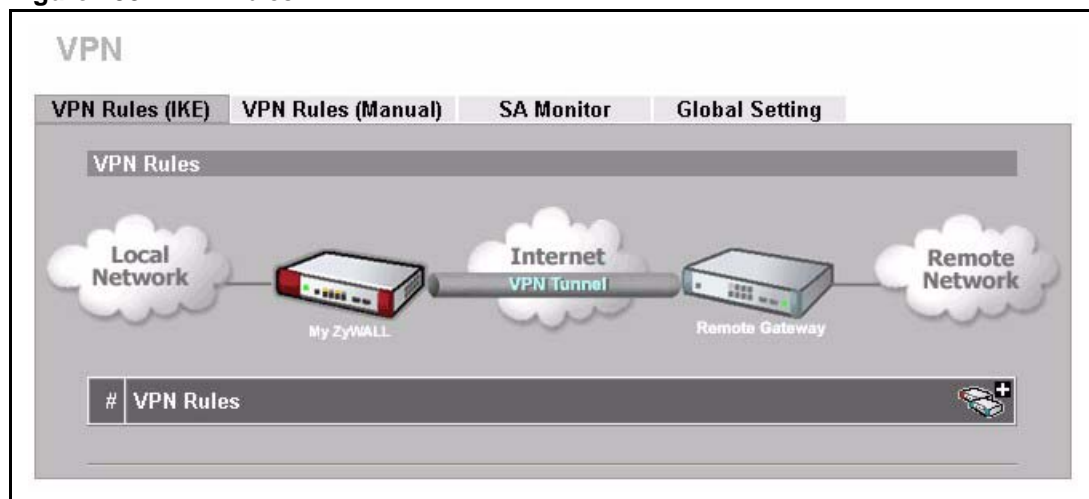 VPN
VPN Rules (IKE) VPN Rules (Manual) SA Monitor Global Setting
VPN Rules
Local
Network
Internet
VPN Tunnel
Remote
Network
My ZyWALL
Remote Gateway
# VPN Rules